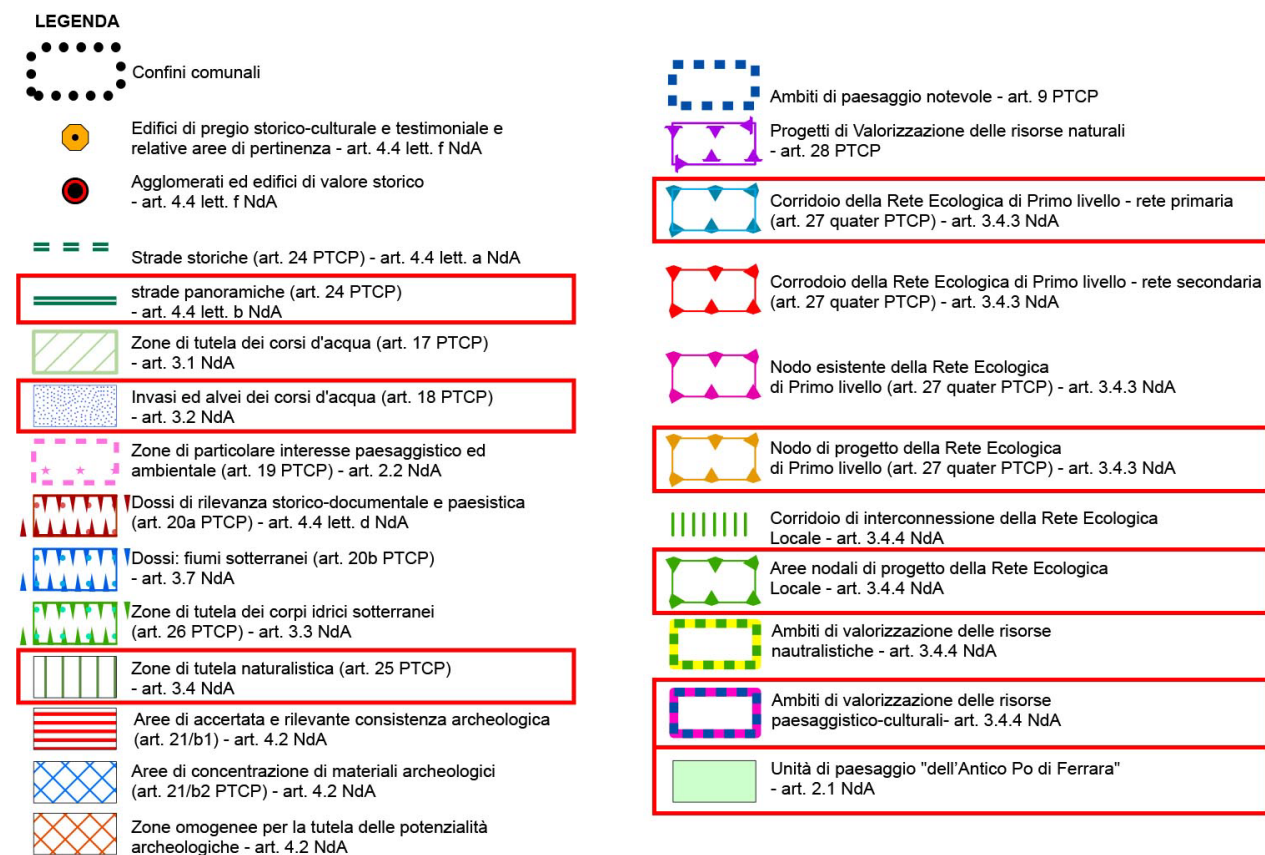 LEGENDA
Confini comunali
Edifici di pregio storico-culturale e testimoniale e
relative aree di pertinenza - art. 4.4 lett. f NdA
Agglomerati ed edifici di valore storico
- art. 4.4 lett. f NdA
Strade storiche (art. 24 PTCP) - art. 4.4 lett. a NdA
strade panoramiche (art. 24 PTCP)
- art. 4.4 lett. b NdA
Zone di tutela dei corsi d'acqua (art. 17 PTCP)
- art. 3.1 NdA
Invasi ed alvei dei corsi d'acqua (art. 18 PTCP)
- art. 3.2 NdA
Zone di particolare interesse paesaggistico ed
ambientale (art. 19 PTCP) - art. 2.2 NdA
Dossi di rilevanza storico-documentale e paesistica
(art. 20a PTCP) - art. 4.4 lett. d NdA
Dossi: fiumi sotterranei (art. 20b PTCP)
- art. 3.7 NdA
Zone di tutela dei corpi idrici sotterranei
(art. 26 PTCP) - art. 3.3 NdA
Zone di tutela naturalistica (art. 25 PTCP)
- art. 3.4 NdA
Aree di accertata e rilevante consistenza archeologica
(art. 21/b1) - art. 4.2 NdA
Aree di concentrazione di materiali archeologici
(art. 21/b2 PTCP) - art. 4.2 NdA
Zone omogenee per la tutela delle potenzialità
archeologiche - art. 4.2 NdA
Ambiti di paesaggio notevole - art. 9 PTCP
Progetti di Valorizzazione delle risorse naturali
- art. 28 PTCP
Corridoio della Rete Ecologica di Primo livello - rete primaria
(art. 27 quater PTCP) - art. 3.4.3 NdA
Corrodoio della Rete Ecologica di Primo livello - rete secondaria
(art. 27 quater PTCP) - art. 3.4.3 NdA
Nodo esistente della Rete Ecologica
di Primo livello (art. 27 quater PTCP) - art. 3.4.3 NdA
Nodo di progetto della Rete Ecologica
di Primo livello (art. 27 quater PTCP) - art. 3.4.3 NdA
Corridoio di interconnessione della Rete Ecologica
Locale - art. 3.4.4 NdA
Aree nodali di progetto della Rete Ecologica
Locale - art. 3.4.4 NdA
Ambiti di valorizzazione delle risorse
nautralistiche - art. 3.4.4 NdA
Ambiti di valorizzazione delle risorse
paesaggistico-culturali- art. 3.4.4 NdA
Unità di paesaggio "dell'Antico Po di Ferrara"
- art. 2.1 NdA